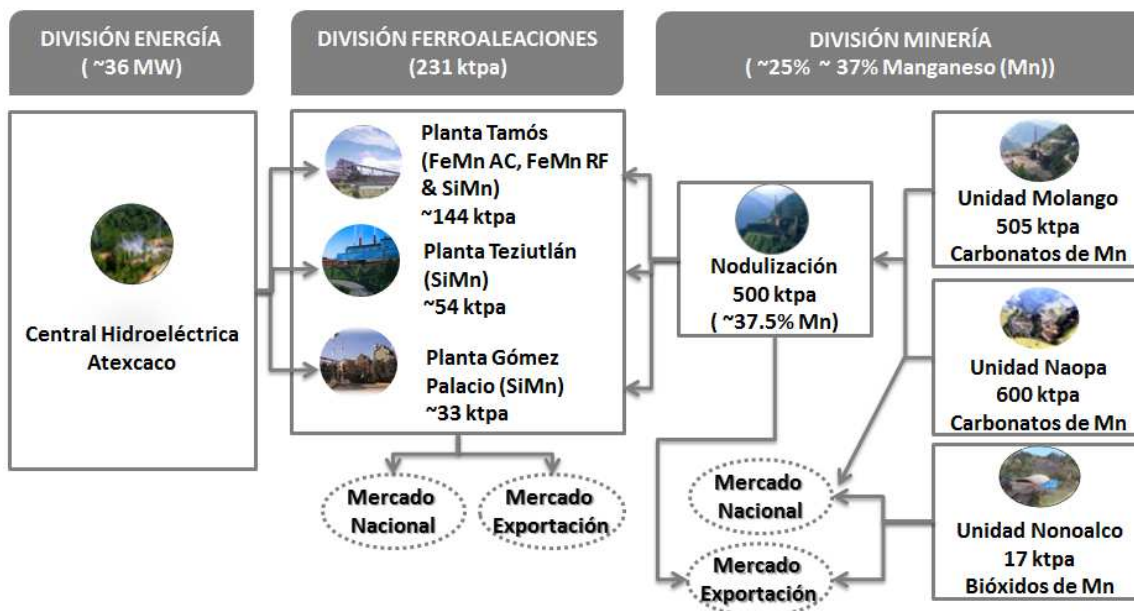 DIVISIÓN ENERGÍA
( ~36 MW)
DIVISIÓN FERROALEACIONES
(231 ktpa)
DIVISIÓN MINERÍA
( ~25% ~ 37% Manganeso (Mn))
Central Hidroeléctrica
Atexcaco
Planta Tamós
(FeMn AC, FeMn RF
& SiMn)
~144 ktpa
Planta Teziutlán
(SiMn)
~54 ktpa
Planta Gómez
Palacio (SiMn)
~33 ktpa
Mercado
Nacional
Mercado
Exportación
Nodulización
500 ktpa
( ~37.5% Mn)
Mercado
Nacional
Mercado
Exportación
Unidad Molango
505 ktpa
Carbonatos de Mn
Unidad Naopa
600 ktpa
Carbonatos de Mn
Unidad Nonoalco
17 ktpa
Bióxidos de Mn